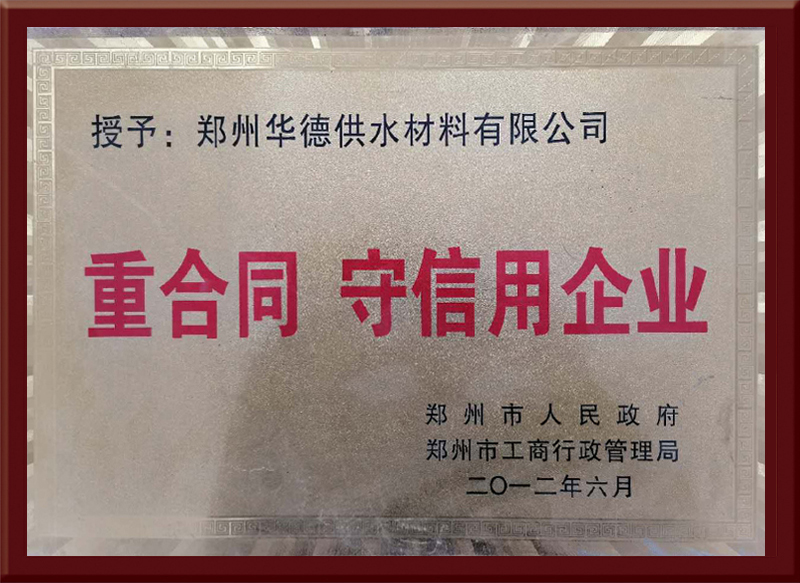 授予：郑州华德供水材料有限公司
重合同 守信用企业
郑州市人民政府
郑州市工商行政管理局
二〇一二年六月